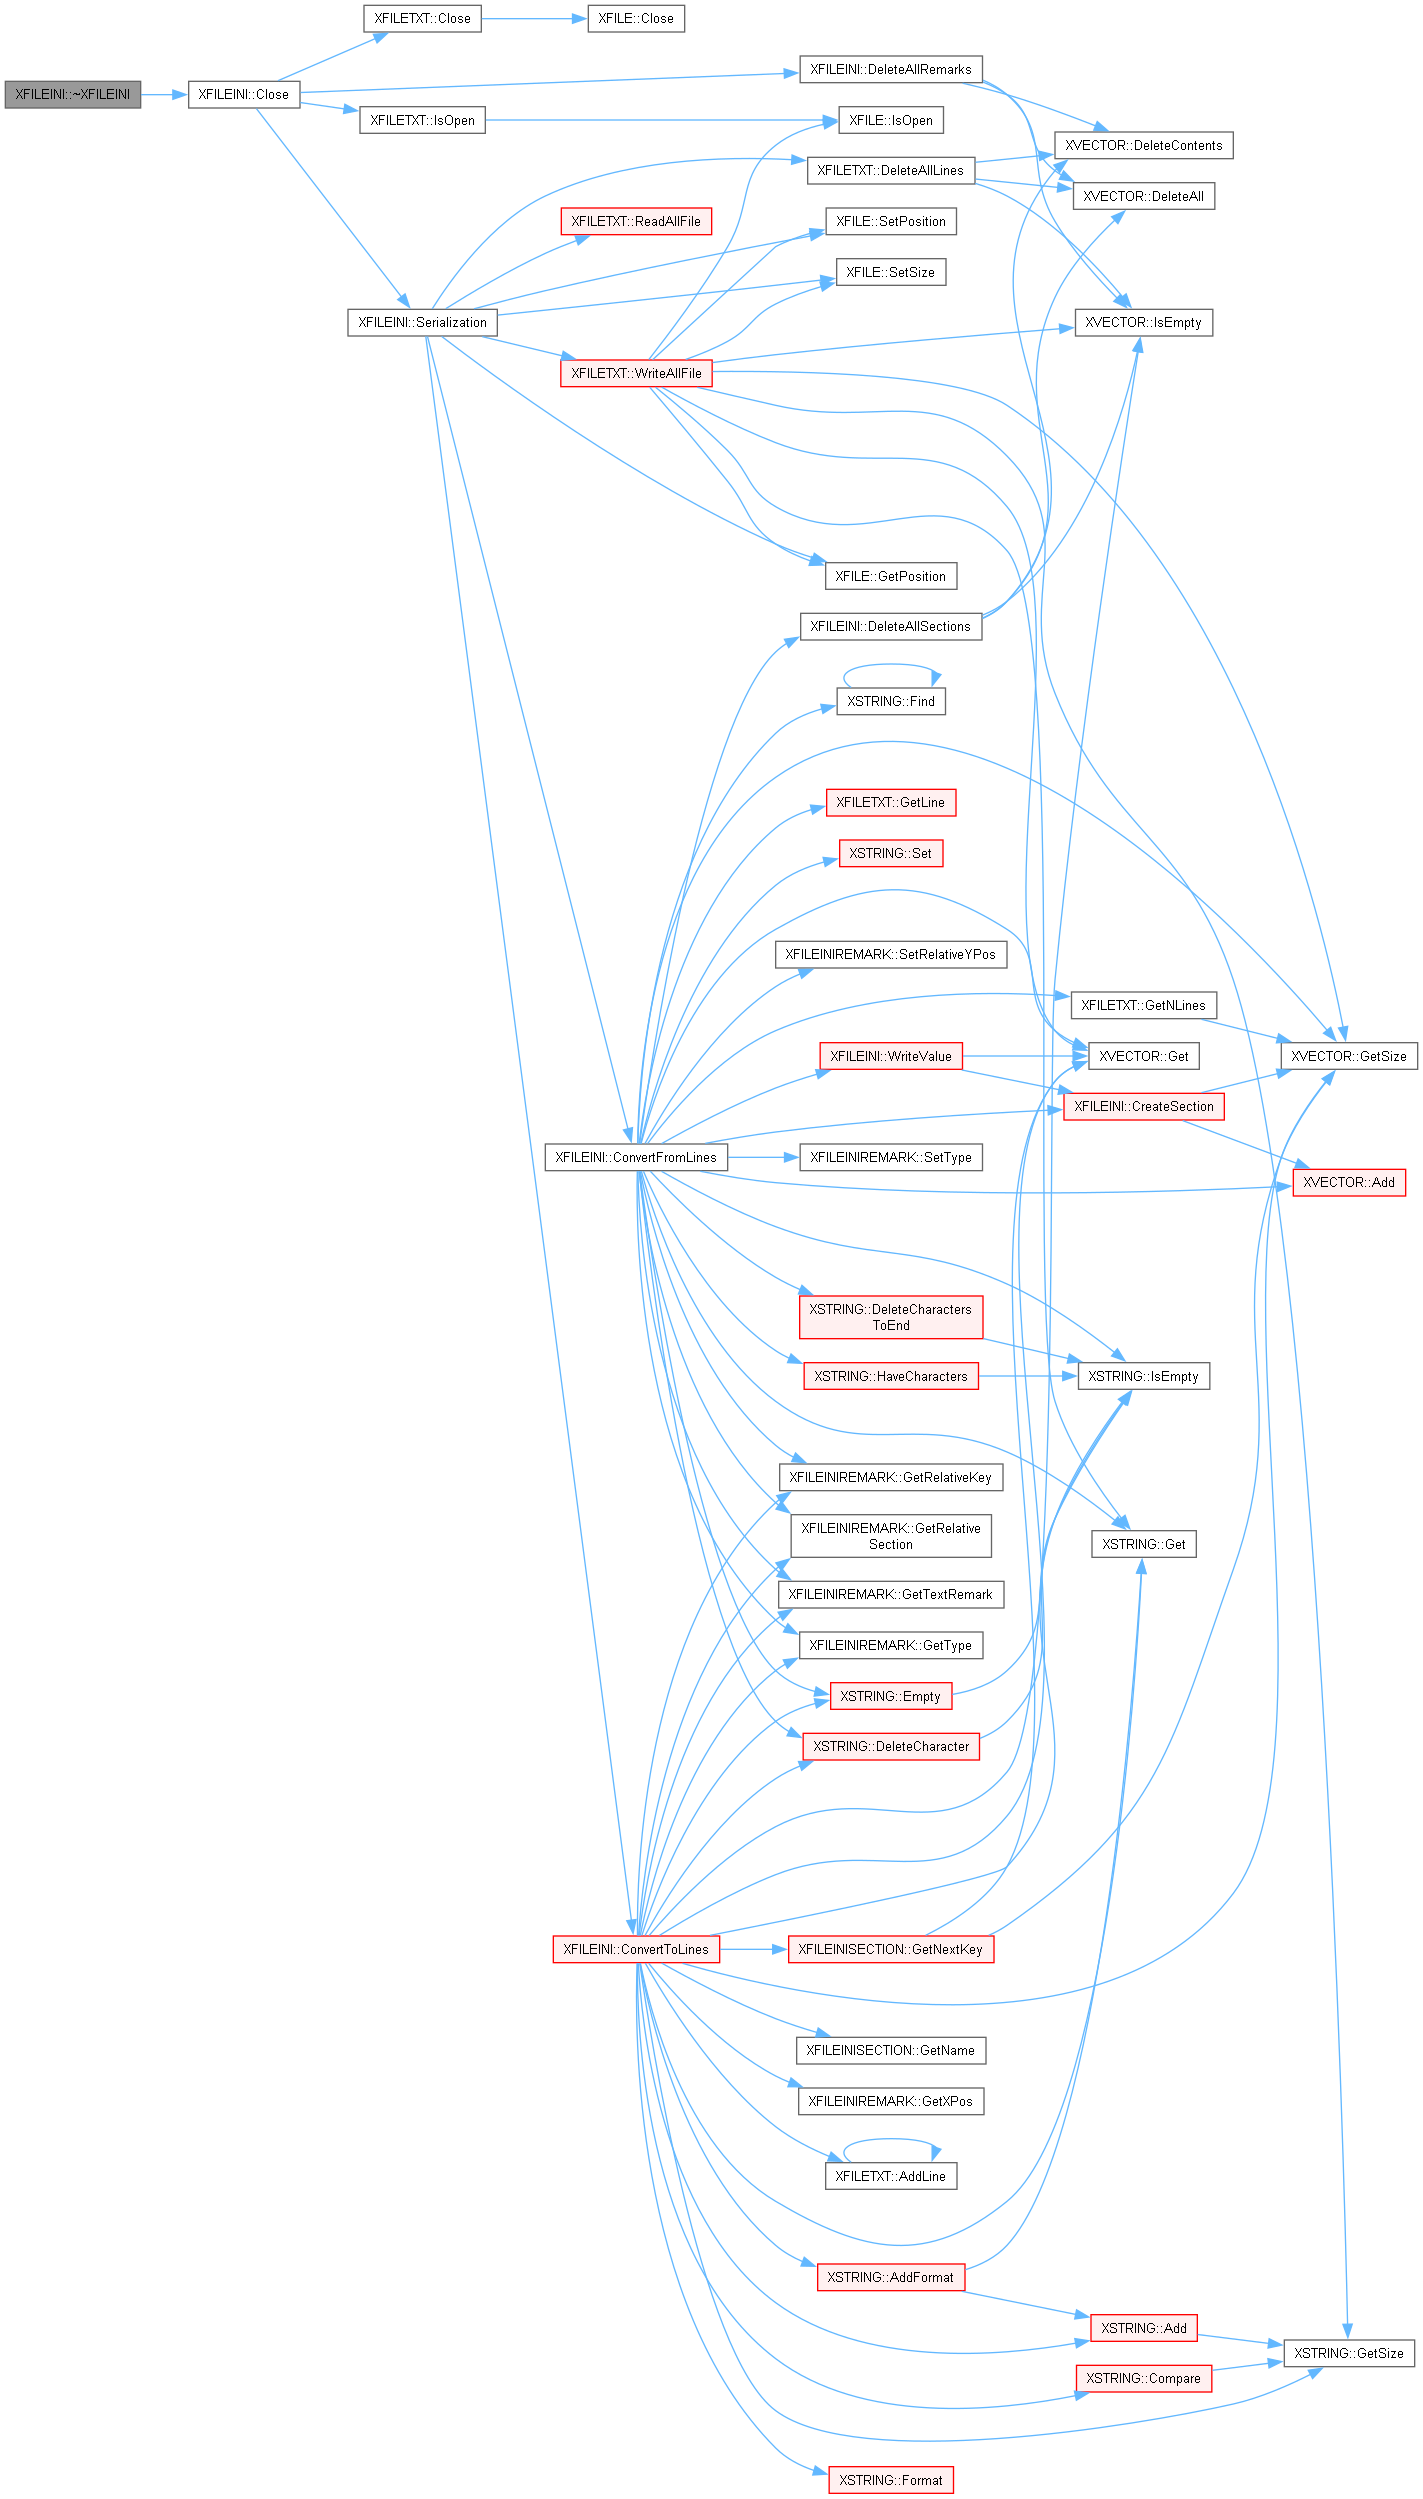 XFILETXT::Close
XFILE::Close
XFILEINI::DeleteAllRemarks
XFILEINI::~XFILEINI
XFILEINI::Close
XFILETXT::IsOpen
XFILE::IsOpen
XVECTOR::DeleteContents
XFILETXT::DeleteAllLines
XVECTOR::DeleteAll
XFILETXT::ReadAllFile
XFILE::SetPosition
XFILE::SetSize
XFILEINI::Serialization
XVECTOR::IsEmpty
XFILETXT::WriteAllFile
XFILE::GetPosition
XFILEINI::DeleteAllSections
XSTRING::Find
XFILETXT::GetLine
XSTRING::Set
XFILEINIREMARK::SetRelativeYPos
XFILETXT::GetNLines
XFILEINI::WriteValue
XVECTOR::Get
XVECTOR::GetSize
XFILEINI::CreateSection
XFILEINI::ConvertFromLines
XFILEINIREMARK::SetType
XVECTOR::Add
XSTRING::DeleteCharacters
ToEnd
XSTRING::HaveCharacters
XSTRING::IsEmpty
XFILEINIREMARK::GetRelativeKey
XFILEINIREMARK::GetRelative
Section
XSTRING::Get
XFILEINIREMARK::GetTextRemark
XFILEINIREMARK::GetType
XSTRING::Empty
XSTRING::DeleteCharacter
XFILEINI::ConvertToLines
XFILEINISECTION::GetNextKey
XFILEINISECTION::GetName
XFILEINIREMARK::GetXPos
XFILETXT::AddLine
XSTRING::AddFormat
XSTRING::Add
XSTRING::GetSize
XSTRING::Compare
XSTRING::Format